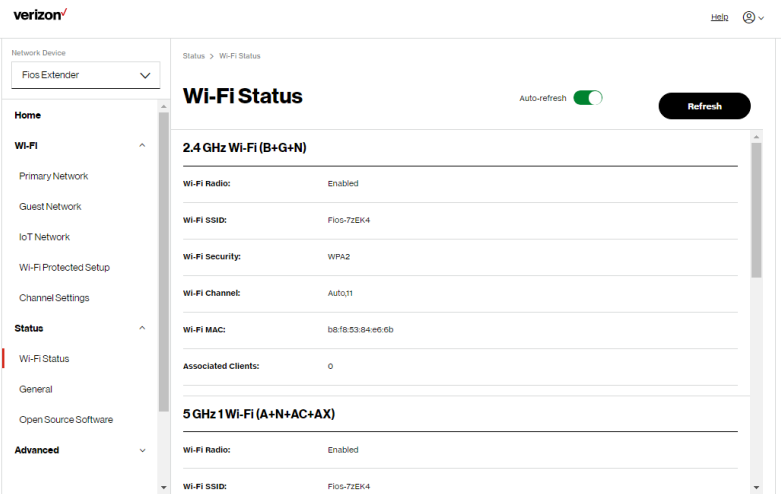 verizon✓
Help
Network Device
Fios Extender
Home
Wi-Fi
Primary Network
Guest Network
IoT Network
Wi-Fi Protected Setup
Channel Settings
Status
Wi-Fi Status
General
Open Source Software
Advanced
Status > Wi-Fi Status
Wi-Fi Status
Auto-refresh
Refresh
2.4 GHz Wi-Fi (B+G+N)
Wi-Fi Radio: Enabled
Wi-Fi SSID: Fios-7zEK4
Wi-Fi Security: WPA2
Wi-Fi Channel: Auto,11
Wi-Fi MAC: b8:f8:53:84:e6:6b
Associated Clients: 0
5 GHz 1 Wi-Fi (A+N+AC+AX)
Wi-Fi Radio: Enabled
Wi-Fi SSID: Fios-7zEK4